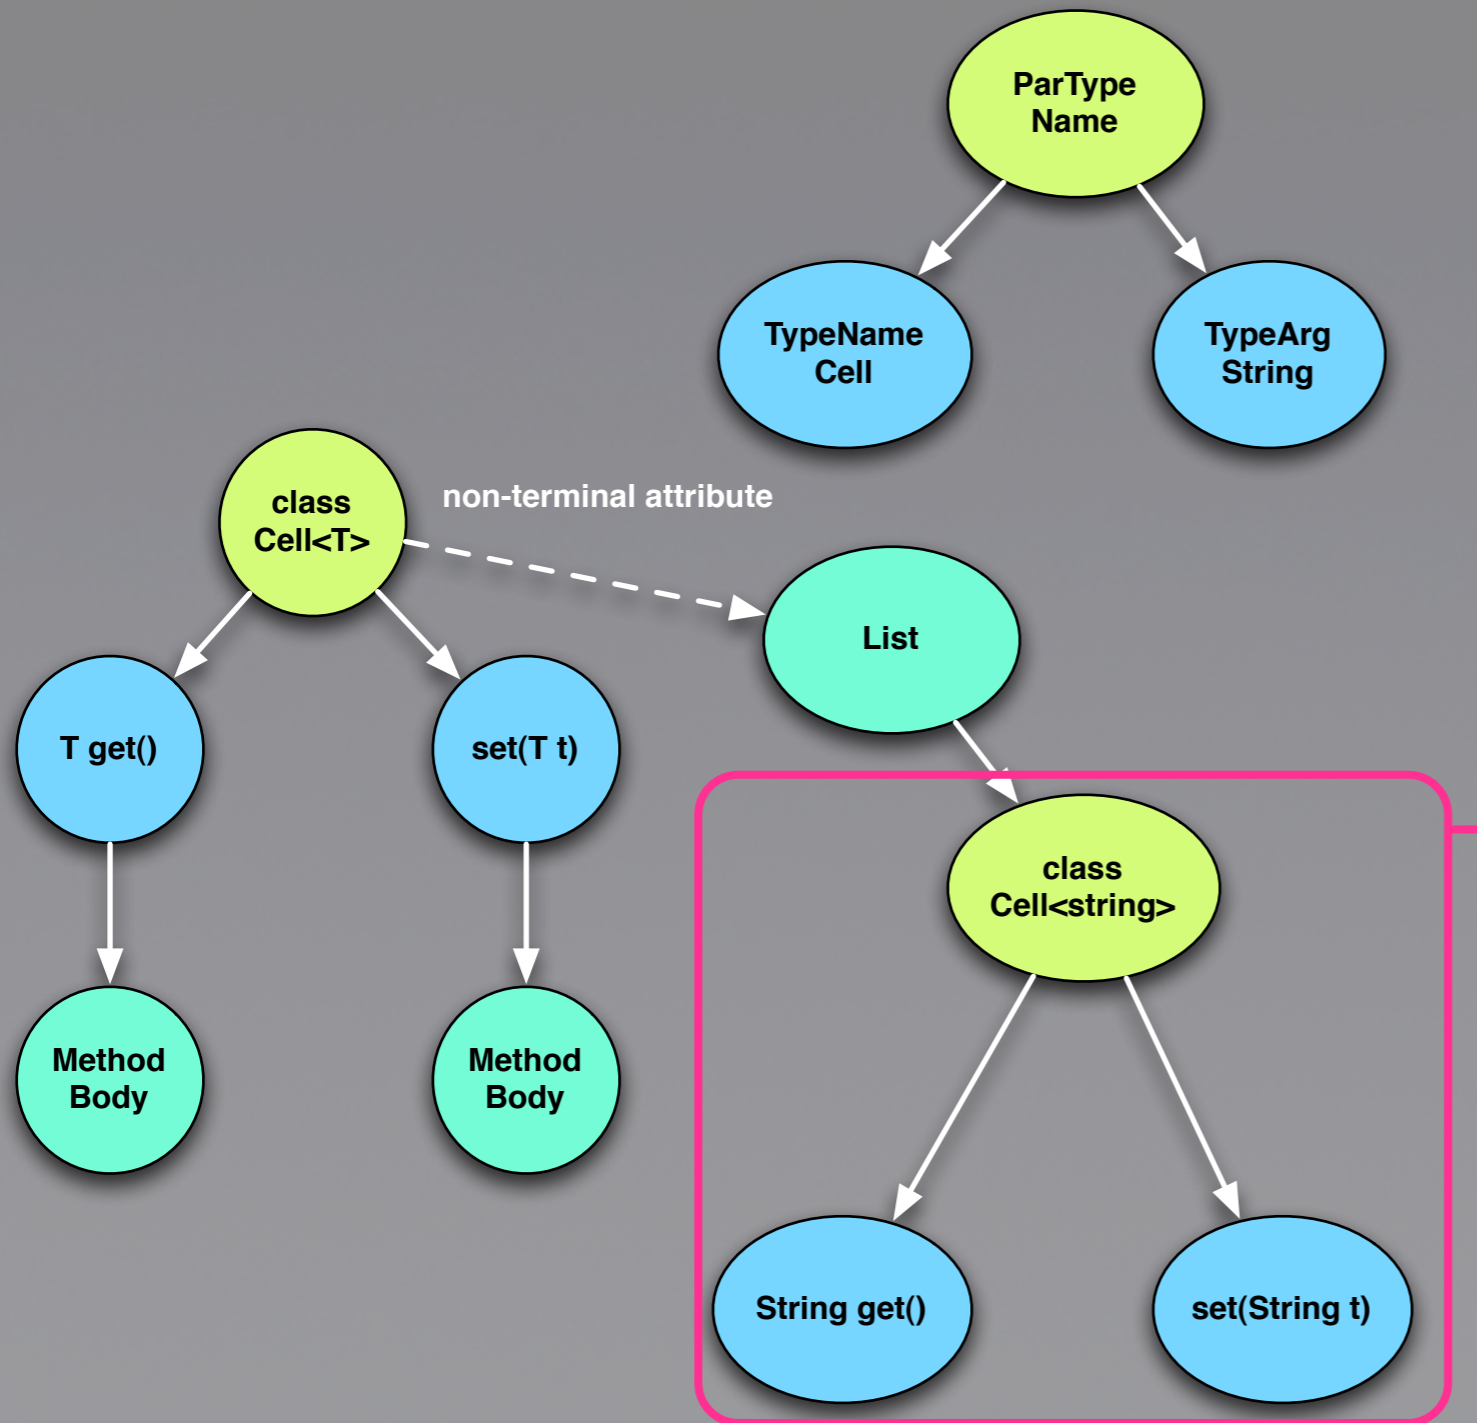 ParType
Name
TypeName
Cell
TypeArg
String
class
Cell<T>
non-terminal attribute
List
T get()
set(T t)
class
Cell<string>
Method
Body
Method
Body
String get()
set(String t)